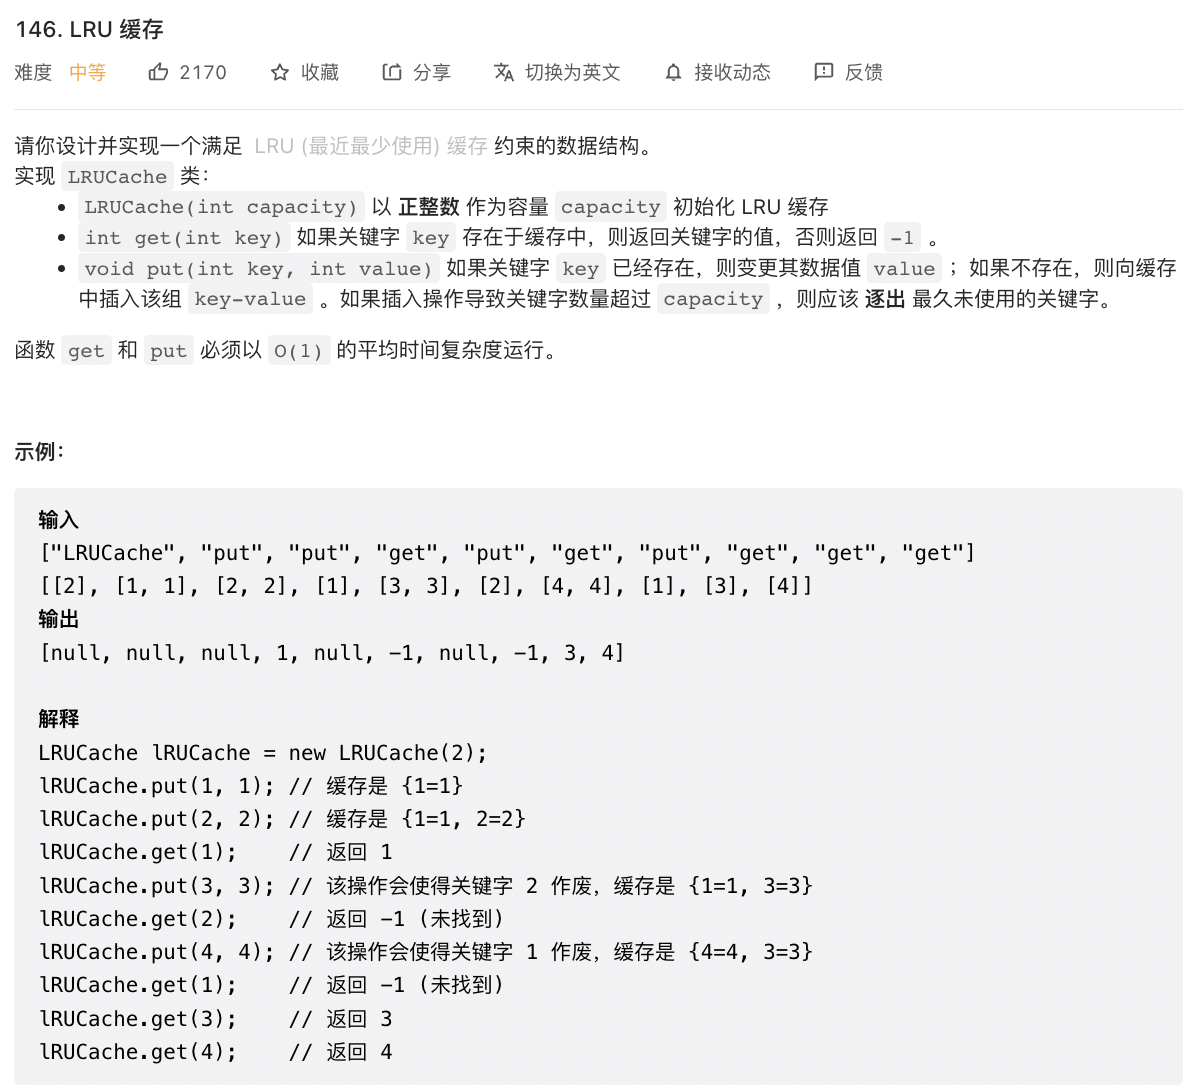 146. LRU 缓存
难度 中等 2170 收藏 分享 切换为英文 接收动态 反馈
请你设计并实现一个满足 LRU (最近最少使用) 缓存 约束的数据结构。
实现 LRUCache 类：
• LRUCache(int capacity) 以 正整数 作为容量 capacity 初始化 LRU 缓存
• int get(int key) 如果关键字 key 存在于缓存中，则返回关键字的值，否则返回 -1 。
• void put(int key, int value) 如果关键字 key 已经存在，则变更其数据值 value ；如果不存在，则向缓存
中插入该组 key-value 。如果插入操作导致关键字数量超过 capacity ，则应该 逐出 最久未使用的关键字。
函数 get 和 put 必须以 O(1) 的平均时间复杂度运行。
示例：
输入
["LRUCache", "put", "put", "get", "put", "get", "put", "get", "get", "get"]
[[2], [1, 1], [2, 2], [1], [3, 3], [2], [4, 4], [1], [3], [4]]
输出
[null, null, null, 1, null, -1, null, -1, 3, 4]
解释
LRUCache lRUCache = new LRUCache(2);
lRUCache.put(1, 1); // 缓存是 {1=1}
lRUCache.put(2, 2); // 缓存是 {1=1, 2=2}
lRUCache.get(1);    // 返回 1
lRUCache.put(3, 3); // 该操作会使得关键字 2 作废，缓存是 {1=1, 3=3}
lRUCache.get(2);    // 返回 -1 (未找到)
lRUCache.put(4, 4); // 该操作会使得关键字 1 作废，缓存是 {4=4, 3=3}
lRUCache.get(1);    // 返回 -1 (未找到)
lRUCache.get(3);    // 返回 3
lRUCache.get(4);    // 返回 4